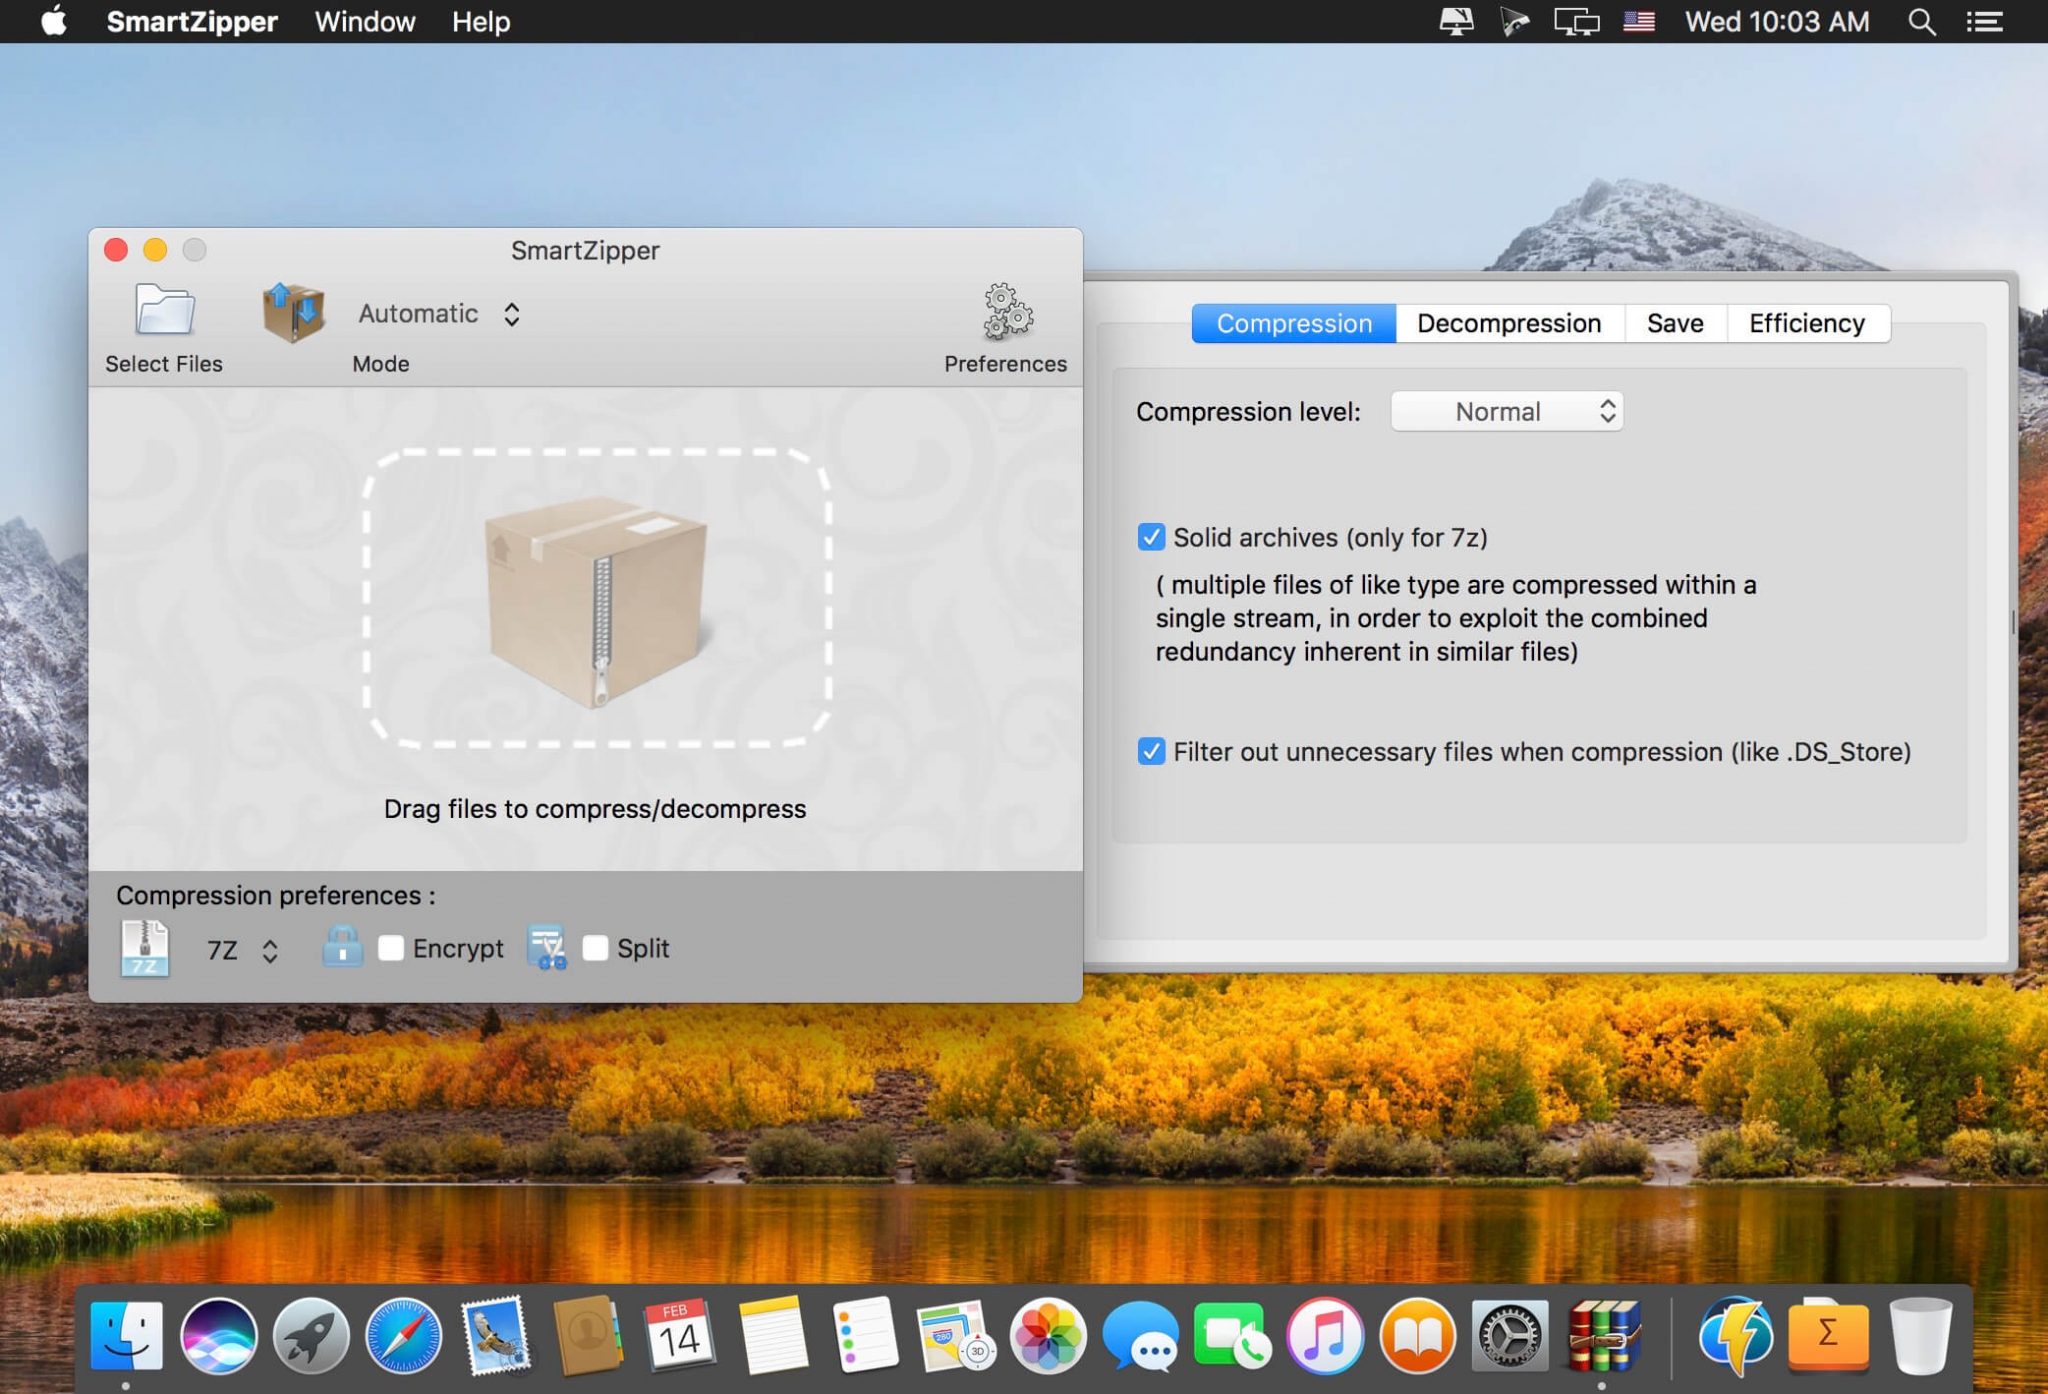 SmartZipper Window Help
Wed 10:03 AM
SmartZipper
Automatic
Select Files
Mode
Preferences
Drag files to compress/decompress
Compression preferences :
7Z
7Z
Encrypt
Split
Compression Decompression Save Efficiency
Compression level: Normal
Solid archives (only for 7z)
( multiple files of like type are compressed within a
single stream, in order to exploit the combined
redundancy inherent in similar files)
Filter out unnecessary files when compression (like .DS_Store)
FEB
14
280
3D
Σ